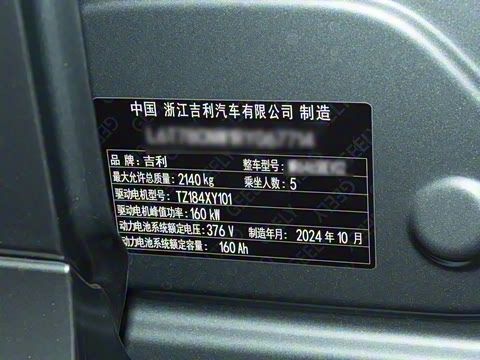 中国 浙江吉利汽车有限公司 制造
品 牌: 吉利 整车型号:
最大允许总质量: 2140 kg 乘坐人数: 5
驱动电机型号: TZ184XY101
驱动电机峰值功率: 160 kW
动力电池系统额定电压: 376 V 制造年月: 2024 年 10 月
动力电池系统额定容量: 160 Ah